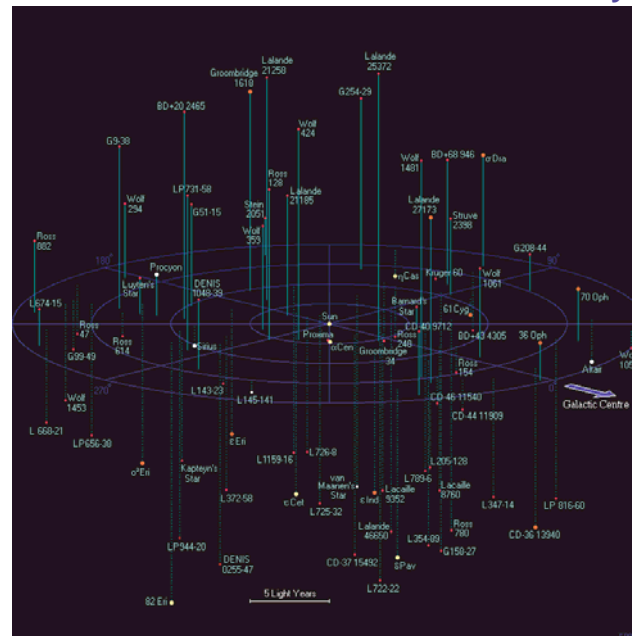 Lalande
21258
Groombridge
1618
Lalande
25372
G254-29
BD+20 2465
G9-38
Wolf
424
LP731-58
Ross
128
Wolf
1481
BD+68 946
σ Dra
Wolf
294
G51-15
Stein
2051
Lalande
21185
Lalande
27173
Struve
2398
Wolf
359
Ross
882
180°
Procyon
Luyten's
Star
DENIS
1048-39
ηCas
Kruger 60
Wolf
1061
90°
G208-44
70 Oph
L674-15
Sun
Barnard's
Star
61 Cyg
Ross
47
Ross
614
Sirius
Proxima
αCen
Ross
248
CD-40 9712
BD+43 4305
36 Oph
G99-49
Groombridge
34
Altair
Wo
105
Ross
154
270°
0°
Galactic Centre
Wolf
1453
L143-23
L145-141
CD-46 11540
CD-44 11909
L 668-21
LP656-38
εEri
ο²Eri
Kapteyn's
Star
L1159-16
L726-8
L205-128
L372-58
van
Maanen's
Star
L789-6
εCet
L725-32
εInd
Lacaille
9352
Lacaille
8760
L347-14
LP 816-60
Lalande
46650
Ross
780
CD-36 13940
LP944-20
L354-89
G158-27
DENIS
0255-47
CD-37 15492
δPav
L722-22
82 Eri
5 Light Years